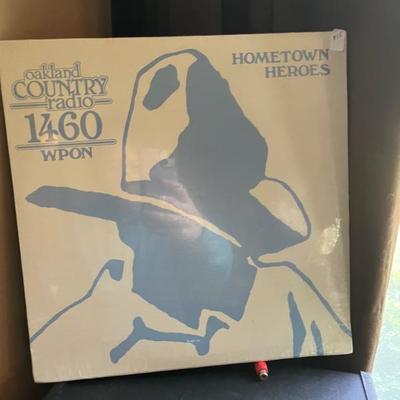 oakland
COUNTRY
radio
1460
WPON
HOMETOWN
HEROES